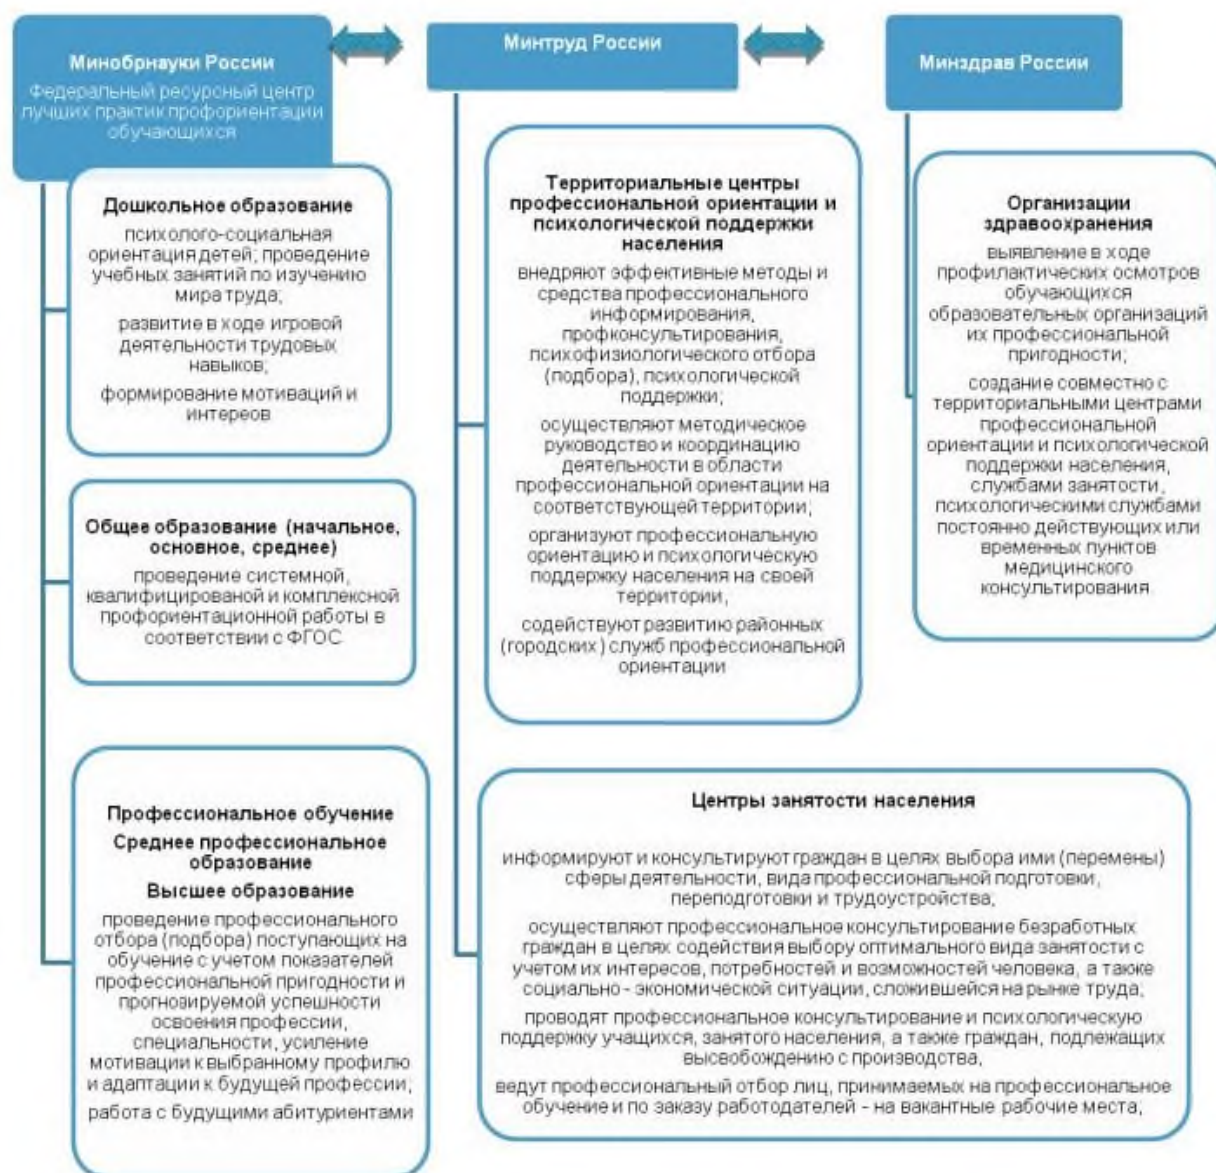 Минобрнауки России
Федеральный ресурсный центр
лучших практик профориентации
обучающихся
Минтруд России
Минздрав России
Дошкольное образование
психолого-социальная
ориентация детей; проведение
учебных занятий по изучению
мира труда;
развитие в ходе игровой
деятельности трудовых
навыков;
формирование мотиваций и
интереов
Общее образование (начальное,
основное, среднее)
проведение системной,
квалифицированой и комплексной
профориентационной работы в
соответствии с ФГОС
Профессиональное обучение
Среднее профессиональное
образование
Высшее образование
проведение профессионального
отбора (подбора) поступающих на
обучение с учетом показателей
профессиональной пригодности и
прогнозируемой успешности
освоения профессии,
специальности, усиление
мотивации к выбранному профилю
и адаптации к будущей профессии;
работа с будущими абитуриентами
Территориальные центры
профессиональной ориентации и
психологической поддержки
населения
внедряют эффективные методы и
средства профессионального
информирования,
профконсультирования,
психофизиологического отбора
(подбора), психологической
поддержки;
осуществляют методическое
руководство и координацию
деятельности в области
профессиональной ориентации на
соответствующей территории;
организуют профессиональную
ориентацию и психологическую
поддержку населения на своей
территории,
содействуют развитию районных
(городских) служб профессиональной
ориентации
Центры занятости населения
информируют и консультируют граждан в целях выбора ими (перемены)
сферы деятельности, вида профессиональной подготовки,
переподготовки и трудоустройства;
осуществляют профессиональное консультирование безработных
граждан в целях содействия выбору оптимального вида занятости с
учетом их интересов, потребностей и возможностей человека, а также
социально - экономической ситуации, сложившейся на рынке труда;
проводят профессиональное консультирование и психологическую
поддержку учащихся, занятого населения, а также граждан, подлежащих
высвобождению с производства,
ведут профессиональный отбор лиц, принимаемых на профессиональное
обучение и по заказу работодателей - на вакантные рабочие места;
Организации
здравоохранения
выявление в ходе
профилактических осмотров
обучающихся
образовательных организаций
их профессиональной
пригодности;
создание совместно с
территориальными центрами
профессиональной
ориентации и психологической
поддержки населения,
службами занятости,
психологическими службами
постоянно действующих или
временных пунктов
медицинского
консультирования